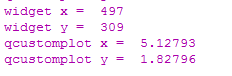 widget x =  497
widget y =  309
qcustomplot x =  5.12793
qcustomplot y =  1.82796